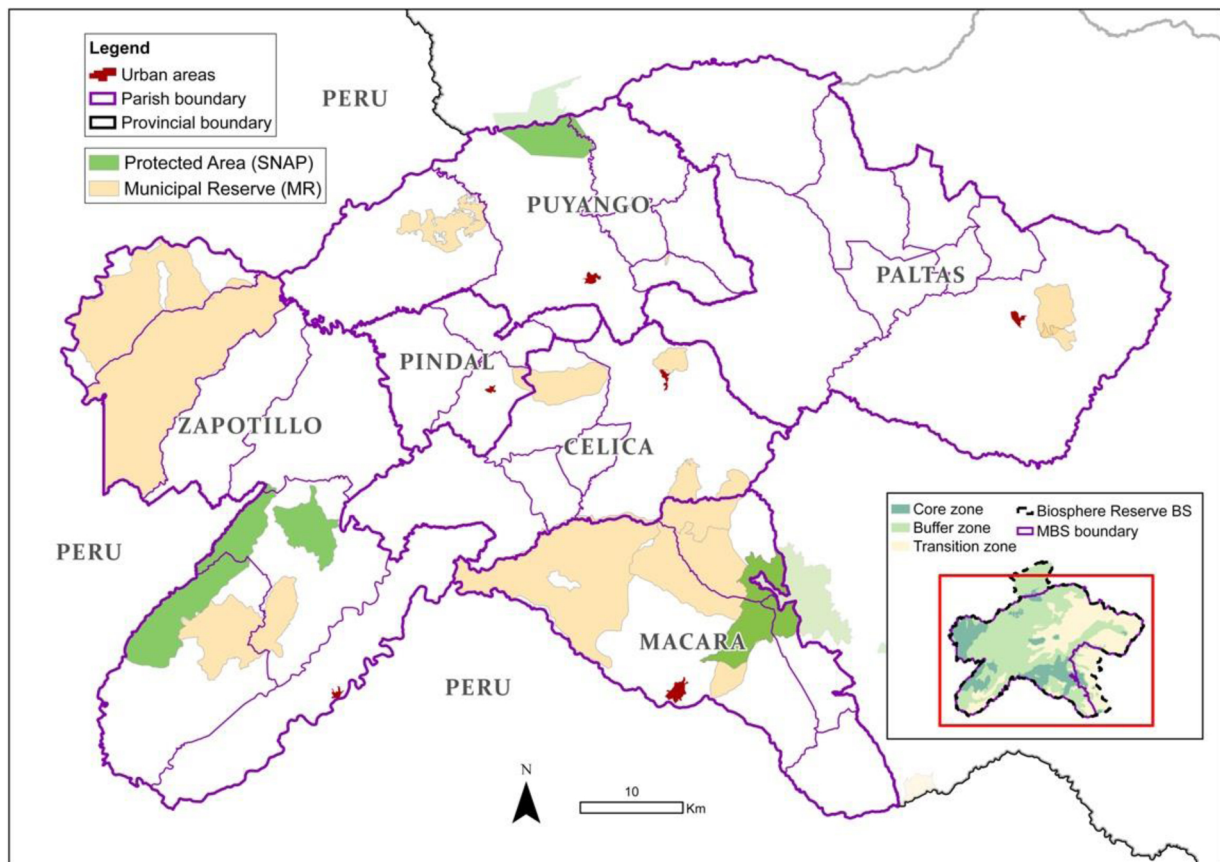 Legend
Urban areas
Parish boundary
Provincial boundary
Protected Area (SNAP)
Municipal Reserve (MR)
PERU
PUYANGO
PALTAS
PINDAL
ZAPOTILLO
CELICA
PERU
MACARA
PERU
Core zone
Buffer zone
Transition zone
Biosphere Reserve BS
MBS boundary
N
10
Km